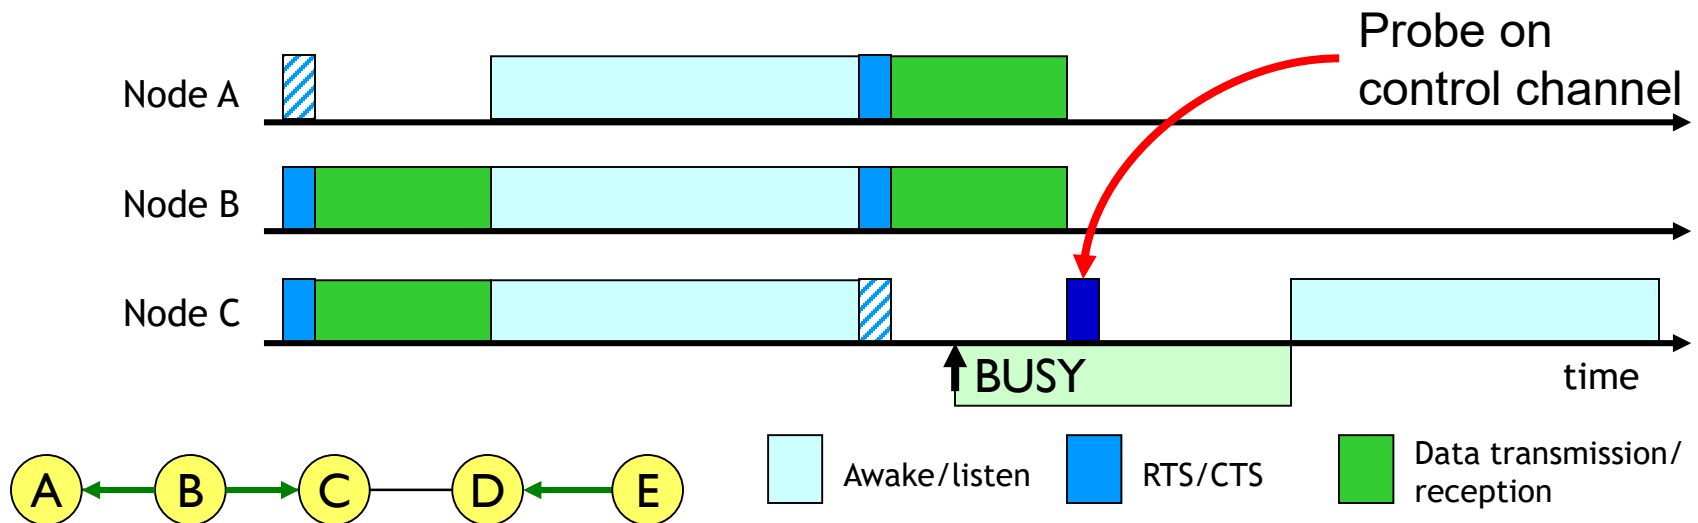 Probe on
control channel
Node A
Node B
Node C
BUSY
time
Awake/listen
RTS/CTS
Data transmission/
reception
A B C D E